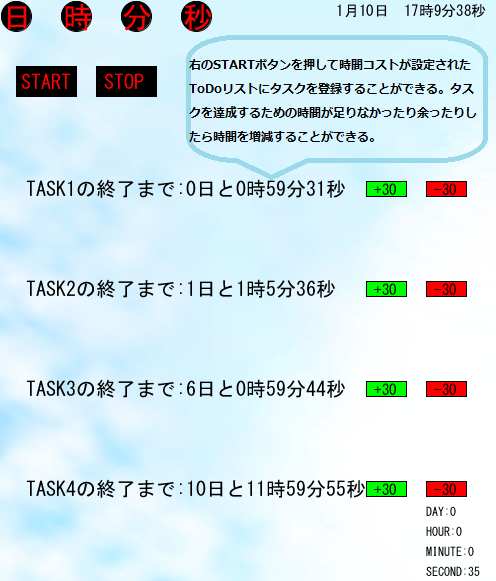 日 時 分 秒
1月10日 17時9分38秒
START STOP
右のSTARTボタンを押して時間コストが設定された
ToDoリストにタスクを登録することができる。タス
クを達成するための時間が足りなかったり余ったりし
たら時間を増減することができる。
TASK1の終了まで:0日と0時59分31秒 +30 -30
TASK2の終了まで:1日と1時5分36秒 +30 -30
TASK3の終了まで:6日と0時59分44秒 +30 -30
TASK4の終了まで:10日と11時59分55秒 +30 -30
DAY:0
HOUR:0
MINUTE:0
SECOND:35